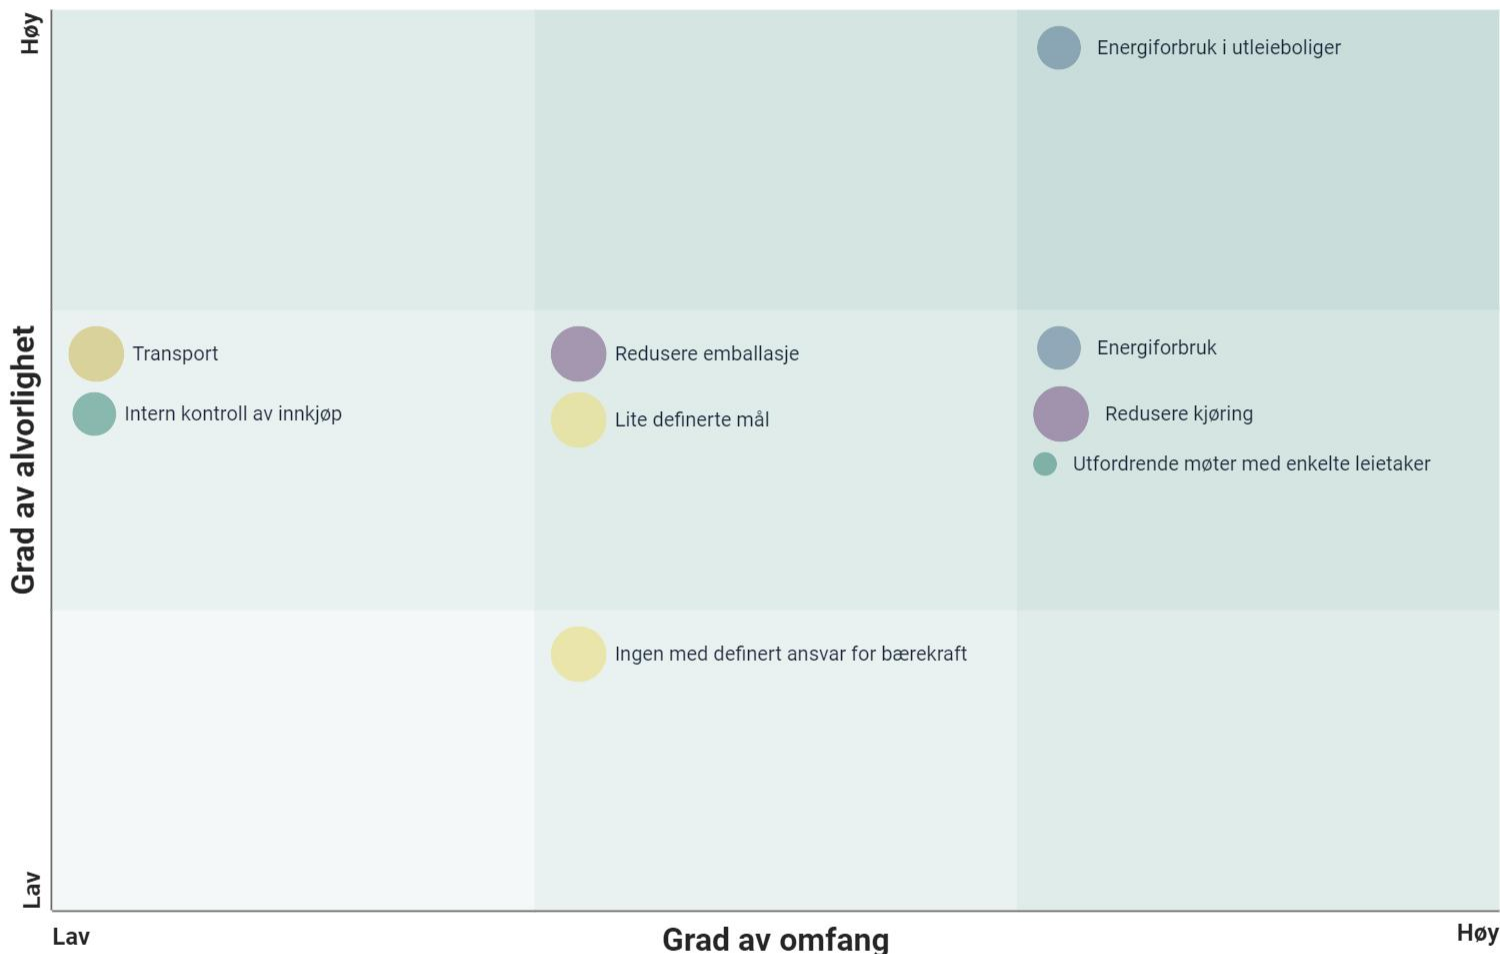 Høy
Energiforbruk i utleieboliger
Grad av alvorlighet
Transport
Redusere emballasje
Energiforbruk
Intern kontroll av innkjøp
Lite definerte mål
Redusere kjøring
Utfordrende møter med enkelte leietaker
Ingen med definert ansvar for bærekraft
Lav
Lav
Grad av omfang
Høy